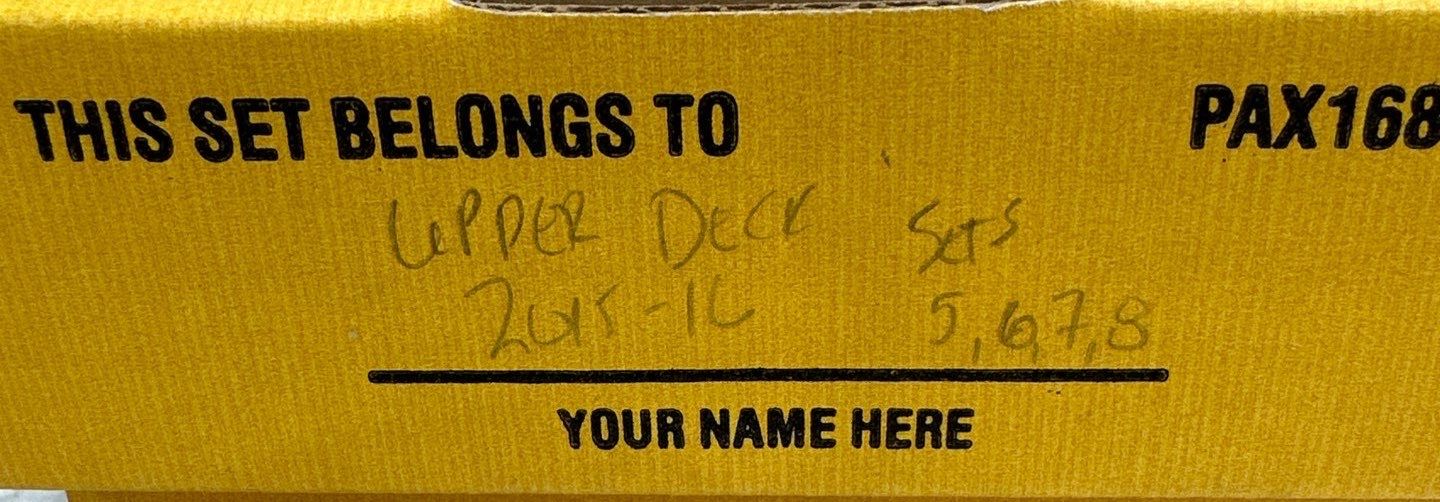 THIS SET BELONGS TO PAX168
UPPER DECK SETS
2015-16 5,6,7,8
YOUR NAME HERE